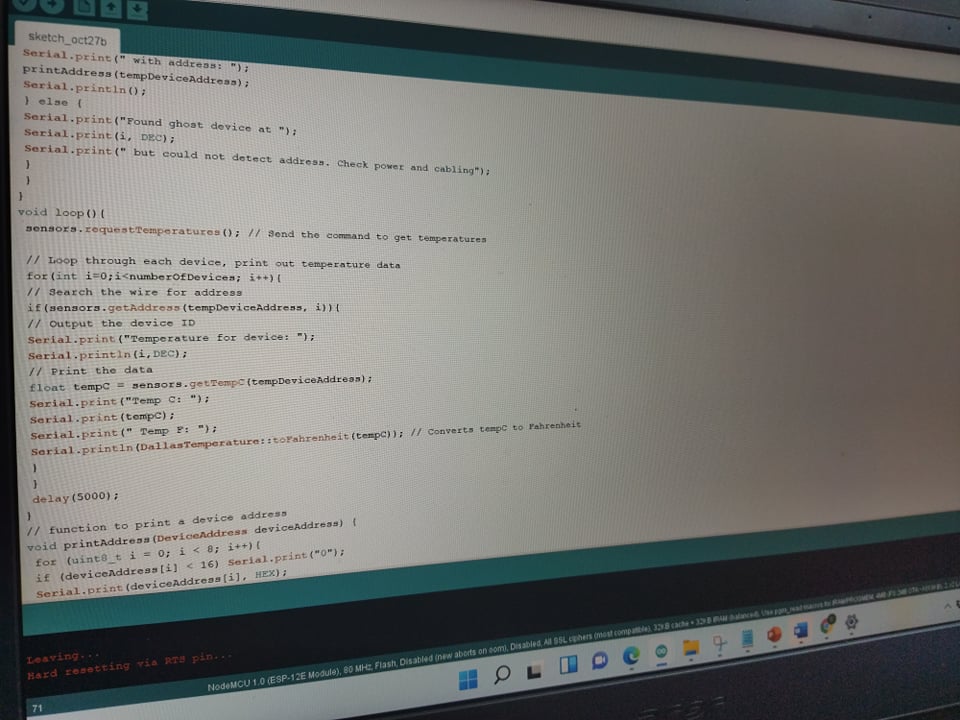 sketch_oct27b
Serial.print(" with address: ");
printAddress(tempDeviceAddress);
Serial.println();
} else {
Serial.print("Found ghost device at ");
Serial.print(i, DEC);
Serial.print(" but could not detect address. Check power and cabling");
}
}
}
void loop(){
sensors.requestTemperatures(); // Send the command to get temperatures
// Loop through each device, print out temperature data
for(int i=0;i<numberOfDevices; i++){
// Search the wire for address
if(sensors.getAddress(tempDeviceAddress, i)){
// Output the device ID
Serial.print("Temperature for device: ");
Serial.println(i,DEC);
// Print the data
float tempC = sensors.getTempC(tempDeviceAddress);
Serial.print("Temp C: ");
Serial.print(tempC);
Serial.print(" Temp F: ");
Serial.println(DallasTemperature::toFahrenheit(tempC)); // Converts tempC to Fahrenheit
}
}
delay(5000);
}
// function to print a device address
void printAddress(DeviceAddress deviceAddress) {
for (uint8_t i = 0; i < 8; i++){
if (deviceAddress[i] < 16) Serial.print("0");
Serial.print(deviceAddress[i], HEX);
Leaving...
Hard resetting via RTS pin...
71
NodeMCU 1.0 (ESP-12E Module), 80 MHz, Flash, Disabled (new aborts on oom), Disabled, All SSL ciphers (most compatible), 32KB cache + 32KB IRAM (balanced), Use pgm_read macros for IRAM/PROGMEM, 4MB